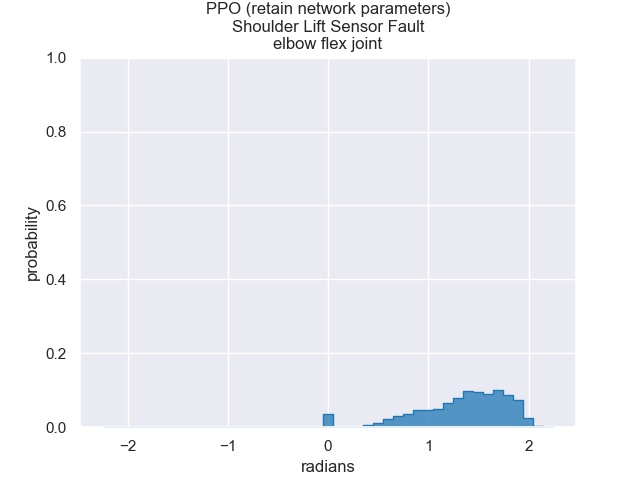 PPO (retain network parameters)
Shoulder Lift Sensor Fault
elbow flex joint
1.0
0.8
0.6
0.4
0.2
0.0
probability
−2
−1
0
1
2
radians